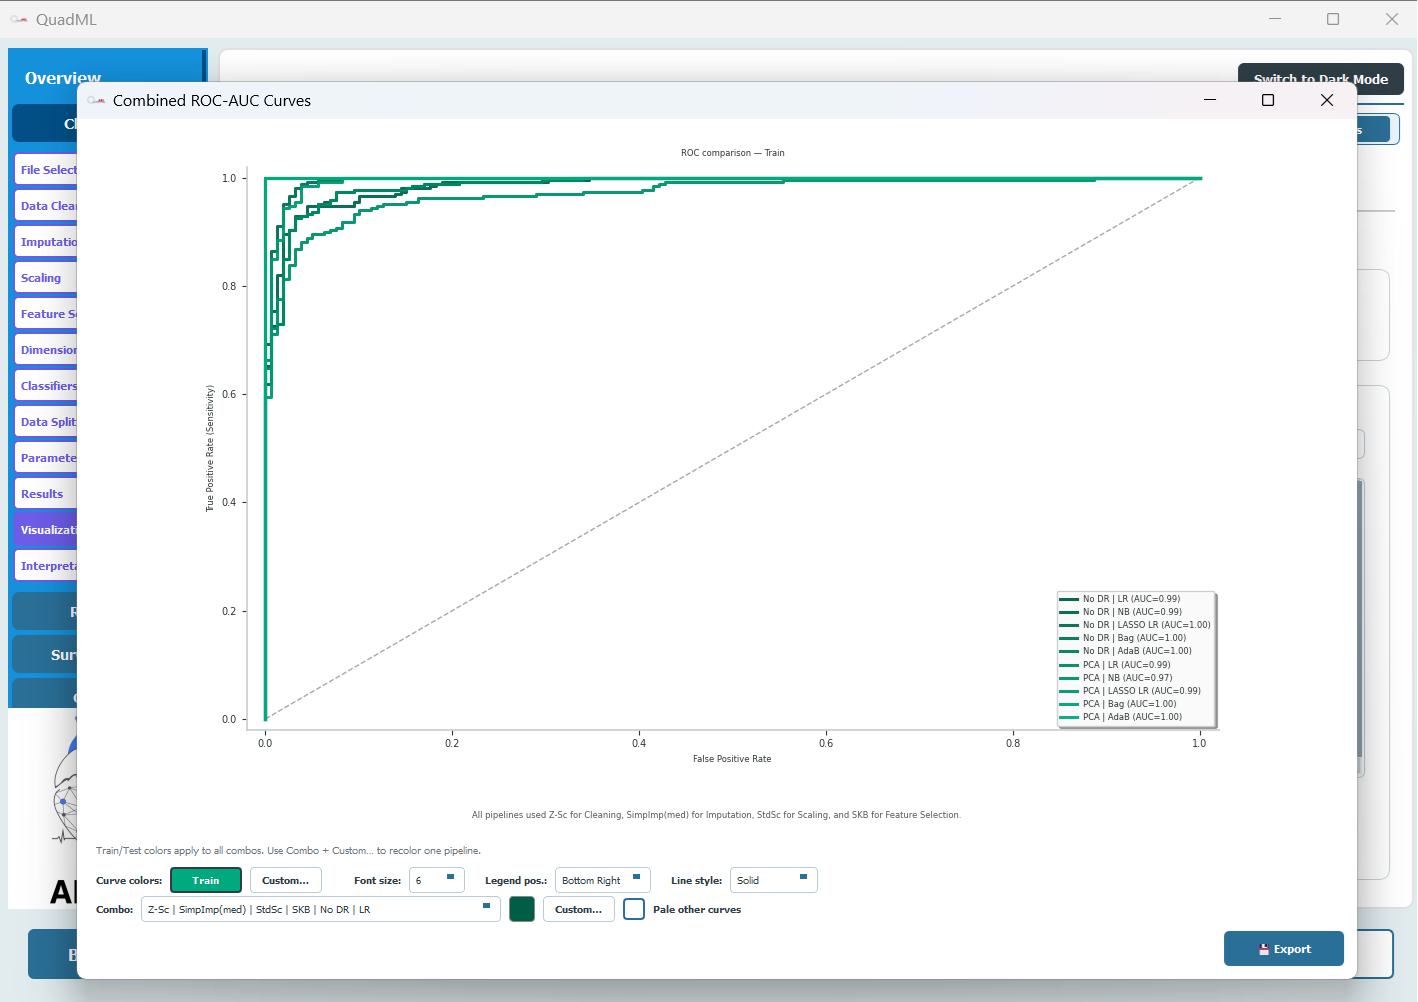 QuadML
Overview
Switch to Dark Mode
Combined ROC-AUC Curves
File Select
Data Clea
Imputatio
Scaling
Feature S
Dimension
Classifiers
Data Split
Paramete
Results
Visualizati
Interpreta
Sur
ROC comparison — Train
True Positive Rate (Sensitivity)
1.0
0.8
0.6
0.4
0.2
0.0
0.0
0.2
0.4
0.6
0.8
1.0
False Positive Rate
No DR | LR (AUC=0.99)
No DR | NB (AUC=0.99)
No DR | LASSO LR (AUC=1.00)
No DR | Bag (AUC=1.00)
No DR | AdaB (AUC=1.00)
PCA | LR (AUC=0.99)
PCA | NB (AUC=0.97)
PCA | LASSO LR (AUC=0.99)
PCA | Bag (AUC=1.00)
PCA | AdaB (AUC=1.00)
All pipelines used Z-Sc for Cleaning, SimpImp(med) for Imputation, StdSc for Scaling, and SKB for Feature Selection.
Train/Test colors apply to all combos. Use Combo + Custom... to recolor one pipeline.
Curve colors: Train Custom... Font size: 6 Legend pos.: Bottom Right Line style: Solid
Combo: Z-Sc | SimpImp(med) | StdSc | SKB | No DR | LR Custom... Pale other curves
Export